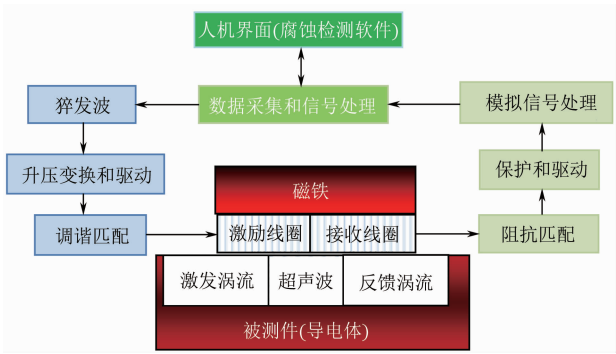 人机界面(腐蚀检测软件)
猝发波
数据采集和信号处理
模拟信号处理
升压变换和驱动
磁铁
保护和驱动
调谐匹配
激励线圈
接收线圈
阻抗匹配
激发涡流
超声波
反馈涡流
被测件(导电体)